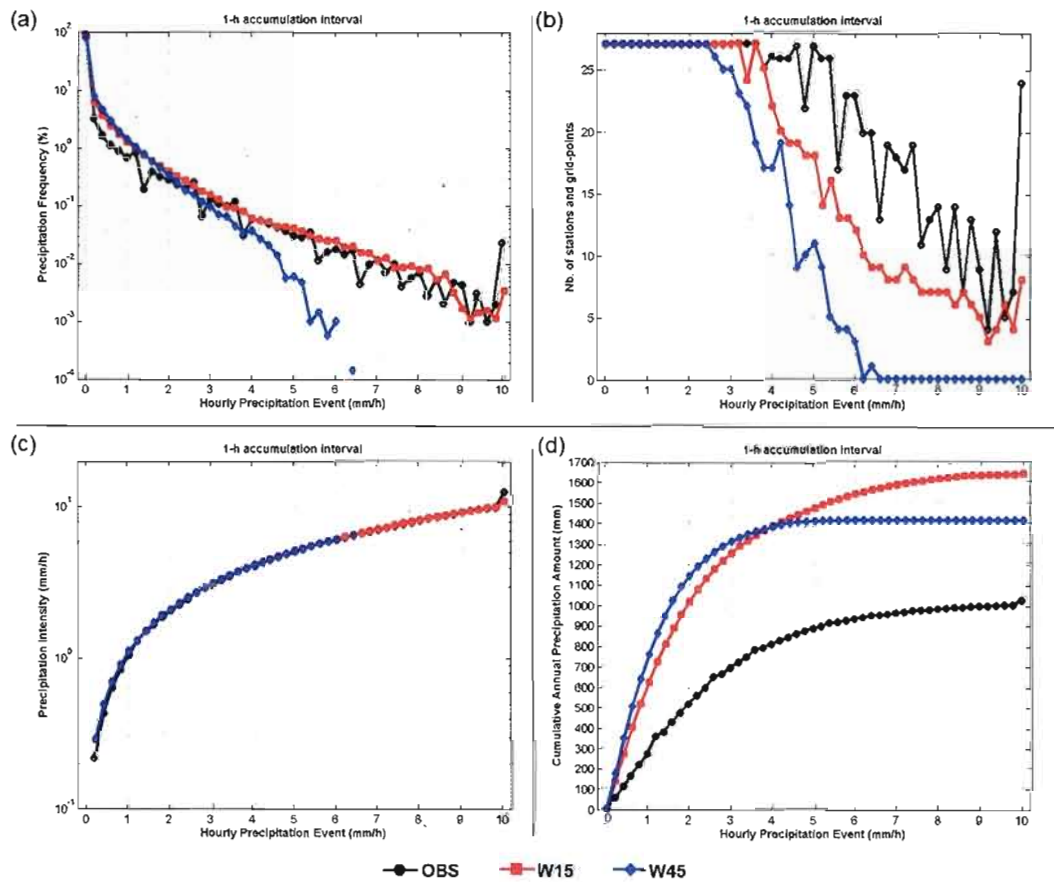 (a)
1-h accumulation interval
Precipitation Frequency (%)
10²
10¹
10⁰
10⁻¹
10⁻²
10⁻³
10⁻⁴
0 1 2 3 4 5 6 7 8 9 10
Hourly Precipitation Event (mm/h)
(b)
1-h accumulation interval
Nb. of stations and grid-points
25
20
15
10
5
0
0 1 2 3 4 5 6 7 8 9 10
Hourly Precipitation Event (mm/h)
(c)
1-h accumulation interval
Precipitation Intensity (mm/h)
10¹
10⁰
10⁻¹
0 1 2 3 4 5 6 7 8 9 10
Hourly Precipitation Event (mm/h)
(d)
1-h accumulation interval
Cumulative Annual Precipitation Amount (mm)
1700
1600
1500
1400
1300
1200
1100
1000
900
800
700
600
500
400
300
200
100
0
0 1 2 3 4 5 6 7 8 9 10
Hourly Precipitation Event (mm/h)
OBS W15 W45